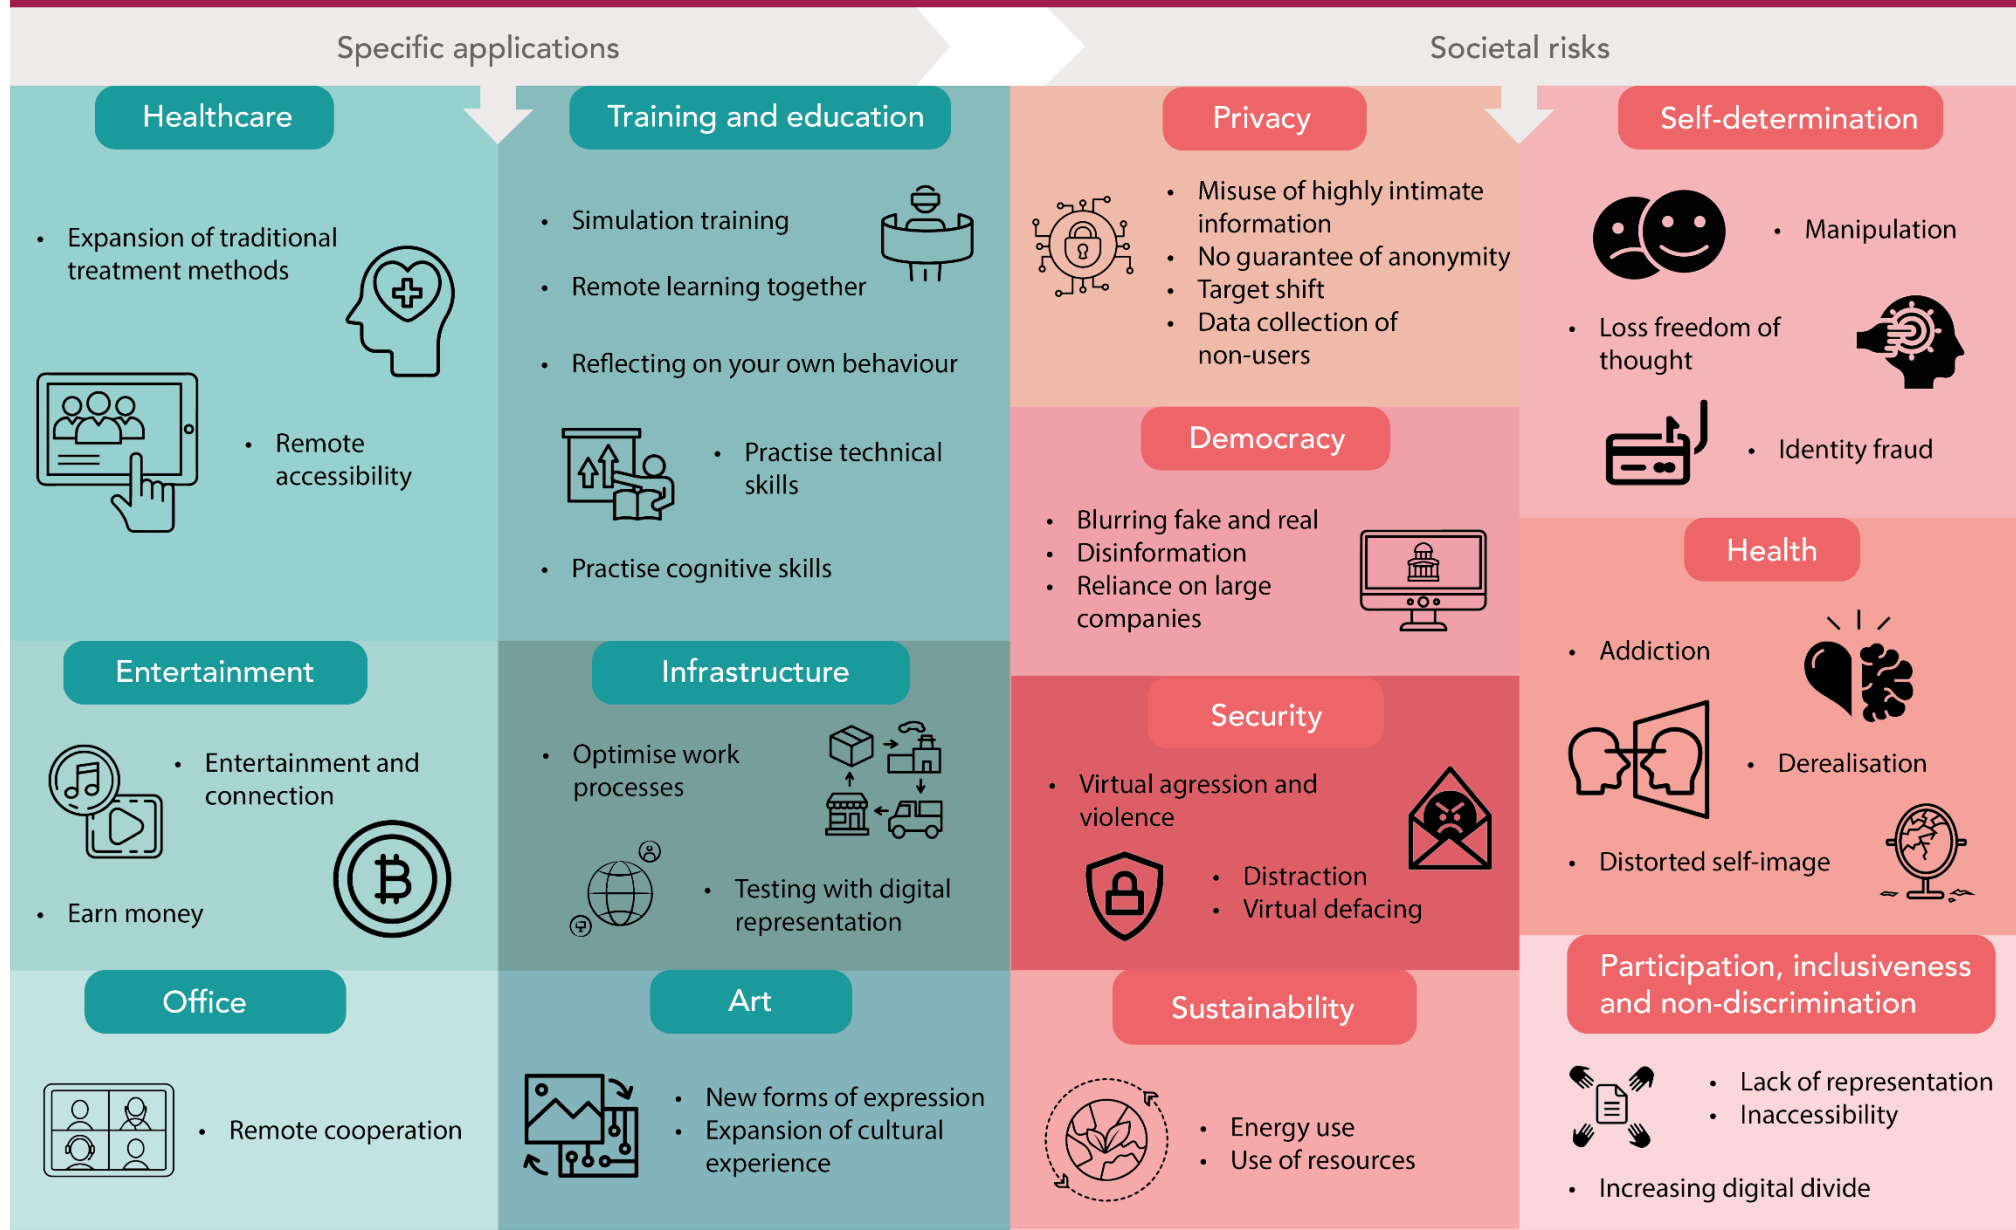 Specific applications
Societal risks
Healthcare
• Expansion of traditional
treatment methods
• Remote
accessibility
Training and education
• Simulation training
• Remote learning together
• Reflecting on your own behaviour
• Practise technical
skills
• Practise cognitive skills
Entertainment
• Entertainment and
connection
• Earn money
Infrastructure
• Optimise work
processes
• Testing with digital
representation
Office
• Remote cooperation
Art
• New forms of expression
• Expansion of cultural
experience
Privacy
• Misuse of highly intimate
information
• No guarantee of anonymity
• Target shift
• Data collection of
non-users
Democracy
• Blurring fake and real
• Disinformation
• Reliance on large
companies
Security
• Virtual agression and
violence
• Distraction
• Virtual defacing
Sustainability
• Energy use
• Use of resources
Self-determination
• Manipulation
• Loss freedom of
thought
• Identity fraud
Health
• Addiction
• Derealisation
• Distorted self-image
Participation, inclusiveness
and non-discrimination
• Lack of representation
• Inaccessibility
• Increasing digital divide